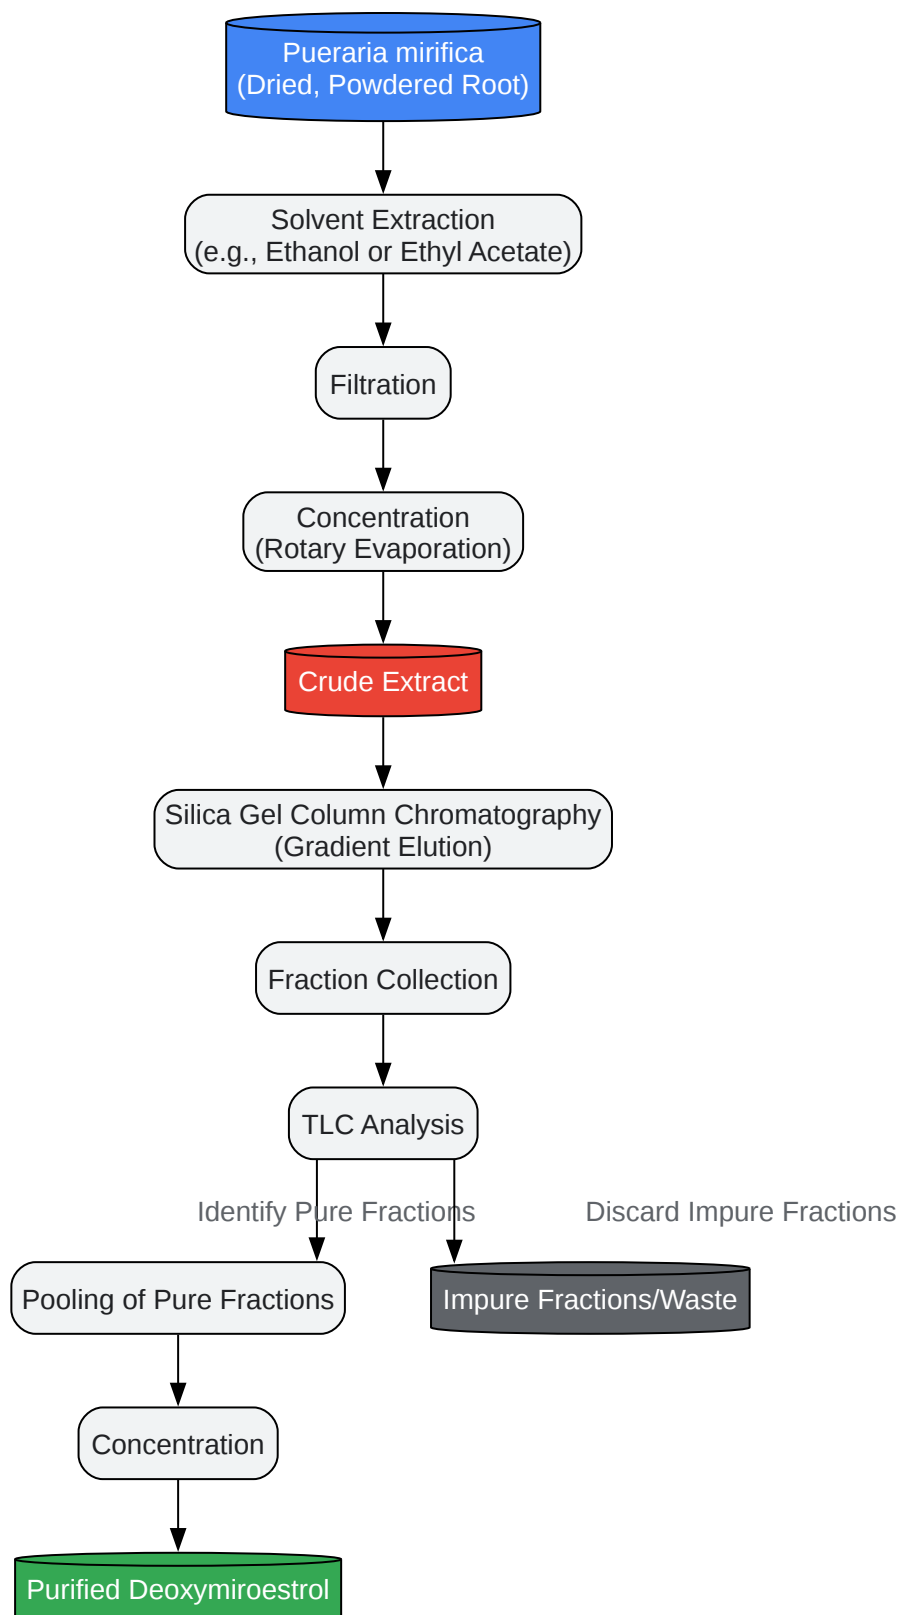 Pueraria mirifica
(Dried, Powdered Root)
Solvent Extraction
(e.g., Ethanol or Ethyl Acetate)
Filtration
Concentration
(Rotary Evaporation)
Crude Extract
Silica Gel Column Chromatography
(Gradient Elution)
Fraction Collection
TLC Analysis
Identify Pure Fractions
Discard Impure Fractions
Pooling of Pure Fractions
Impure Fractions/Waste
Concentration
Purified Deoxymiroestrol